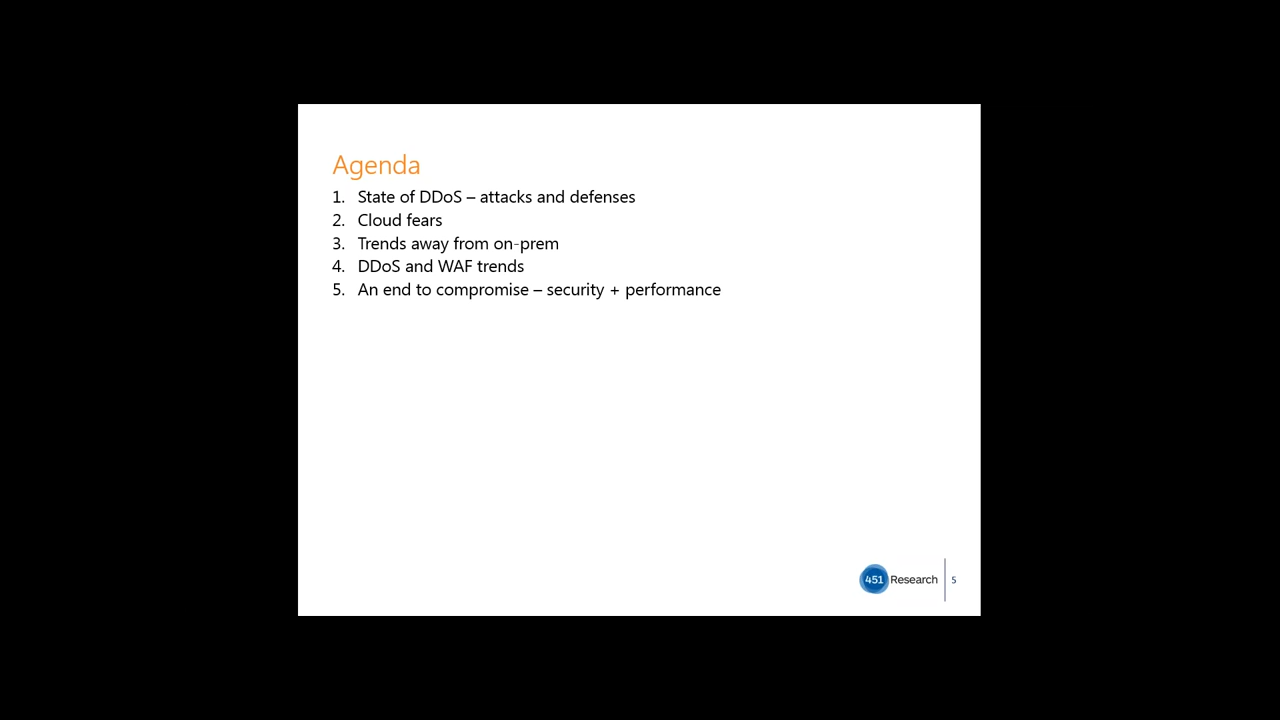 Agenda
1. State of DDoS – attacks and defenses
2. Cloud fears
3. Trends away from on-prem
4. DDoS and WAF trends
5. An end to compromise – security + performance
451 Research 5